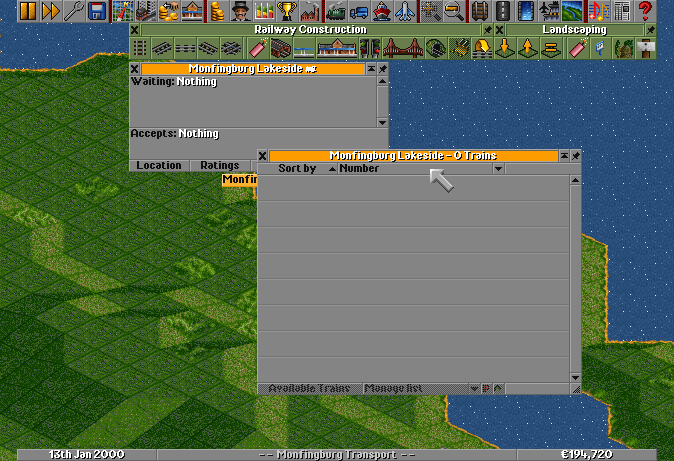 Railway Construction
Landscaping
Monfingburg Lakeside
Waiting: Nothing
Accepts: Nothing
Location
Ratings
Monfin
Monfingburg Lakeside - 0 Trains
Sort by
Number
Available Trains
Manage list
13th Jan 2000
-- Monfingburg Transport --
€194,720